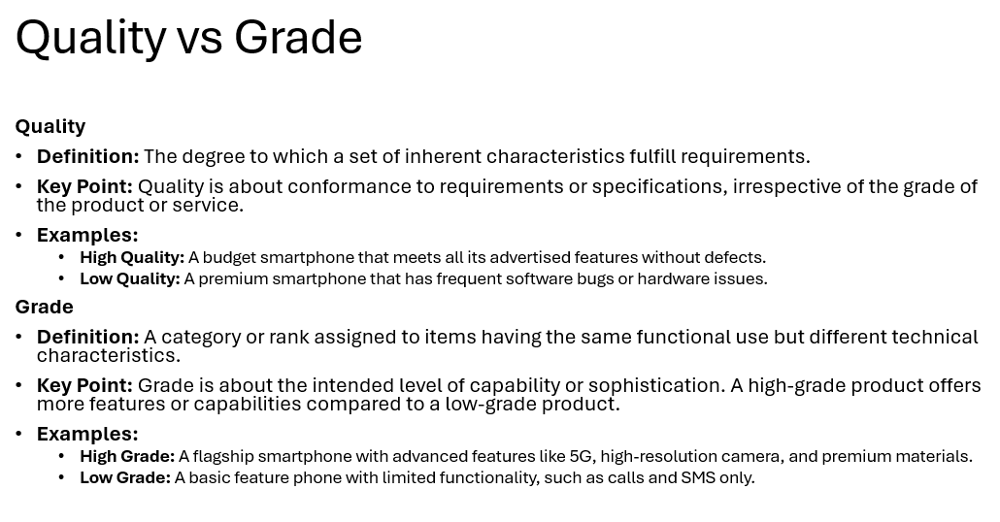 Quality vs Grade
Quality
• Definition: The degree to which a set of inherent characteristics fulfill requirements.
• Key Point: Quality is about conformance to requirements or specifications, irrespective of the grade of
the product or service.
• Examples:
• High Quality: A budget smartphone that meets all its advertised features without defects.
• Low Quality: A premium smartphone that has frequent software bugs or hardware issues.
Grade
• Definition: A category or rank assigned to items having the same functional use but different technical
characteristics.
• Key Point: Grade is about the intended level of capability or sophistication. A high-grade product offers
more features or capabilities compared to a low-grade product.
• Examples:
• High Grade: A flagship smartphone with advanced features like 5G, high-resolution camera, and premium materials.
• Low Grade: A basic feature phone with limited functionality, such as calls and SMS only.